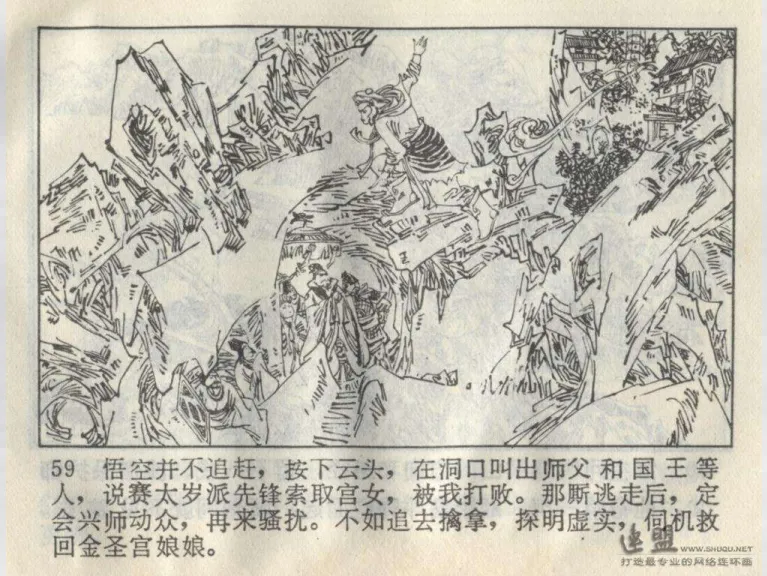 59 悟空并不追赶，按下云头，在洞口叫出师父和国王等
人，说赛太岁派先锋索取宫女，被我打败。那厮逃走后，定
会兴师动众，再来骚扰。不如追去擒拿，探明虚实，伺机救
回金圣宫娘娘。
连盟 WWW.SHUQU.NET
打造最专业的网络连环画